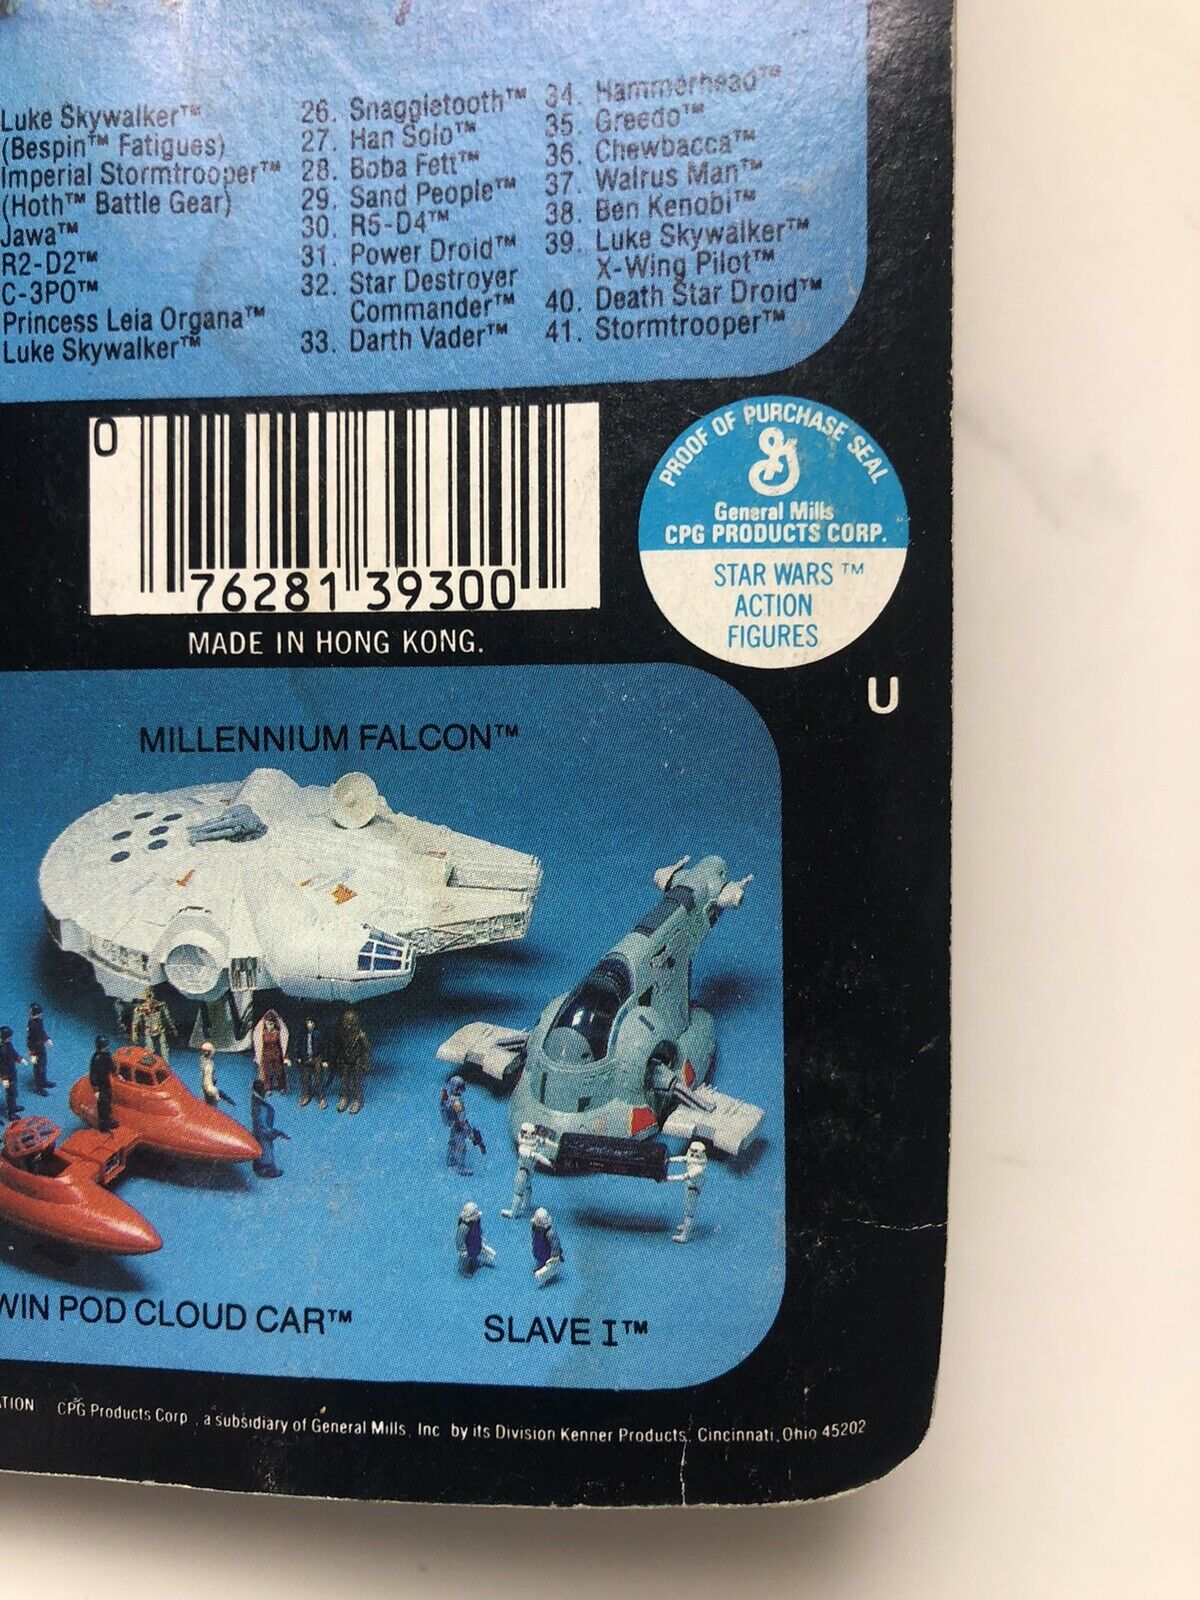 Luke Skywalker™
(Bespin™ Fatigues)
Imperial Stormtrooper™
(Hoth™ Battle Gear)
Jawa™
R2-D2™
C-3PO™
Princess Leia Organa™
Luke Skywalker™
26. Snaggletooth™
27. Han Solo™
28. Boba Fett™
29. Sand People™
30. R5-D4™
31. Power Droid™
32. Star Destroyer
Commander™
33. Darth Vader™
34. Hammerhead™
35. Greedo™
36. Chewbacca™
37. Walrus Man™
38. Ben Kenobi™
39. Luke Skywalker™
X-Wing Pilot™
40. Death Star Droid™
41. Stormtrooper™
0
76281 39300
MADE IN HONG KONG.
PROOF OF PURCHASE SEAL
G
General Mills
CPG PRODUCTS CORP.
STAR WARS™
ACTION
FIGURES
U
MILLENNIUM FALCON™
WIN POD CLOUD CAR™
SLAVE I™
TION CPG Products Corp., a subsidiary of General Mills, Inc by its Division Kenner Products, Cincinnati, Ohio 45202